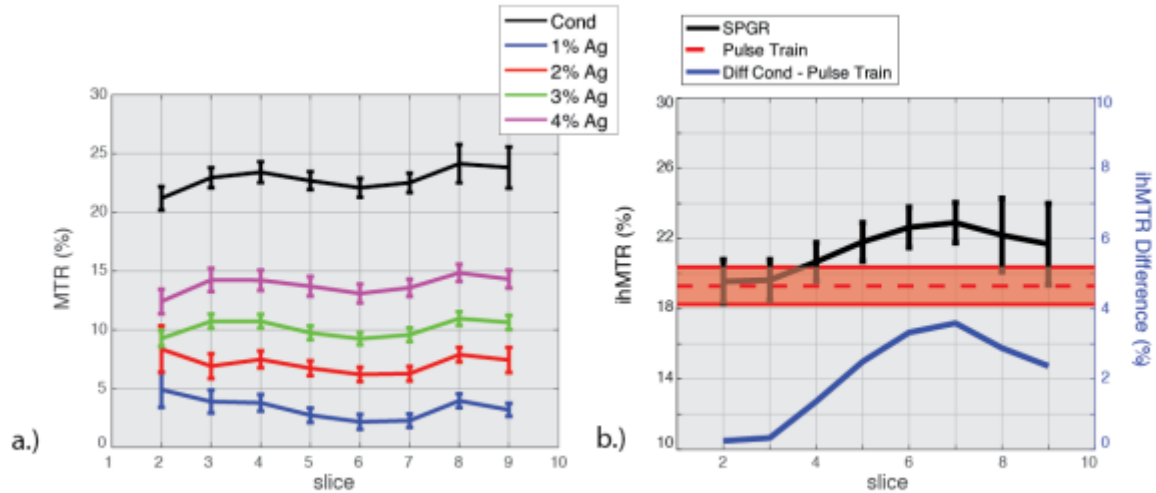 Cond
1% Ag
2% Ag
3% Ag
4% Ag
SPGR
Pulse Train
Diff Cond - Pulse Train
30
25
20
15
10
5
0
MTR (%)
1 2 3 4 5 6 7 8 9 10
slice
a.)
30
26
22
18
14
10
ihMTR (%)
10
8
6
4
2
0
ihMTR Difference (%)
2 4 6 8 10
slice
b.)